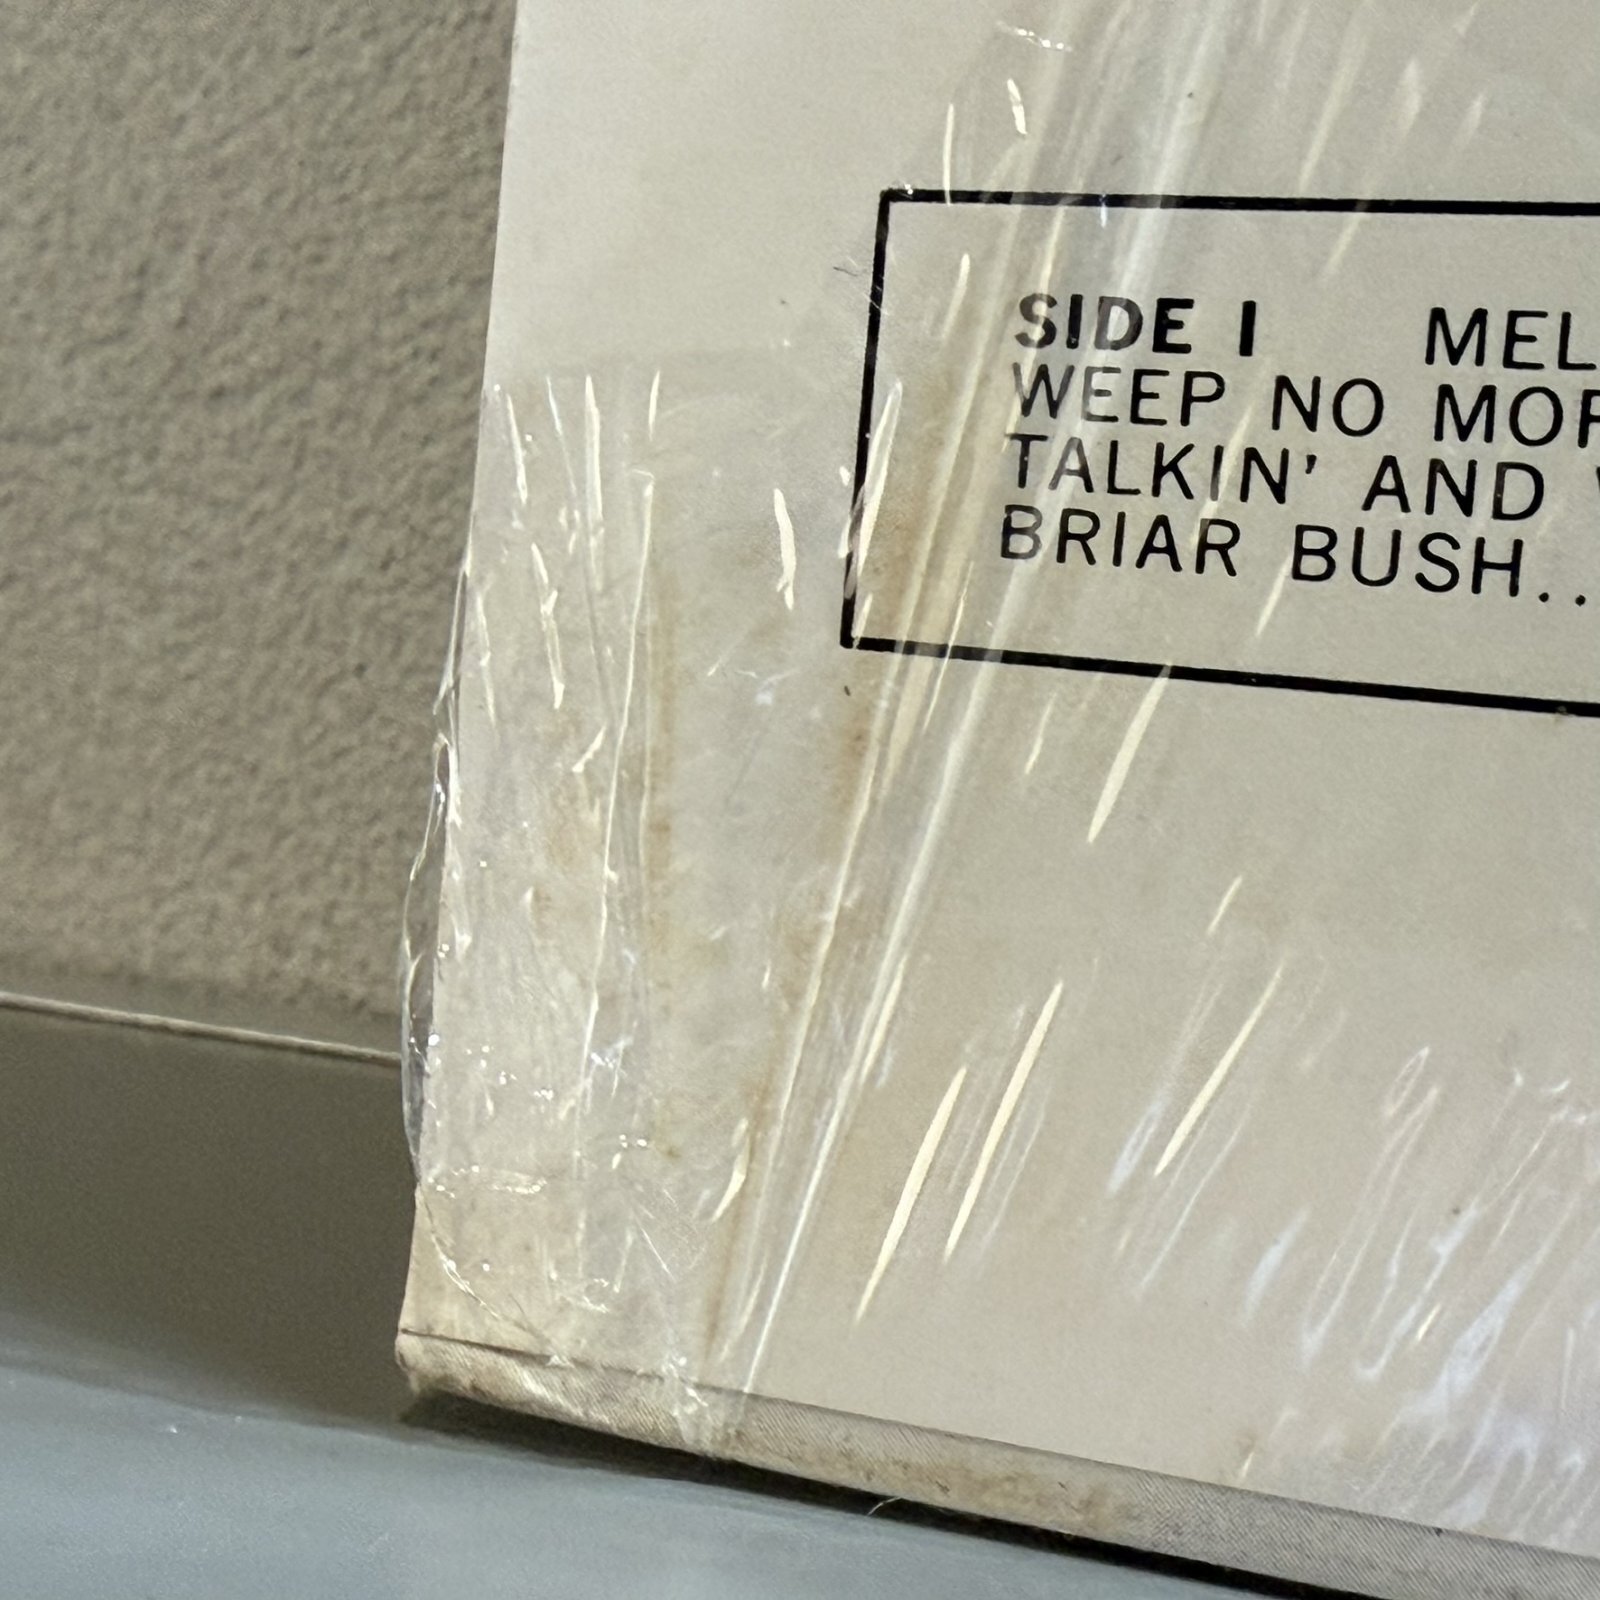 SIDE I MEL
WEEP NO MOR
TALKIN' AND
BRIAR BUSH..